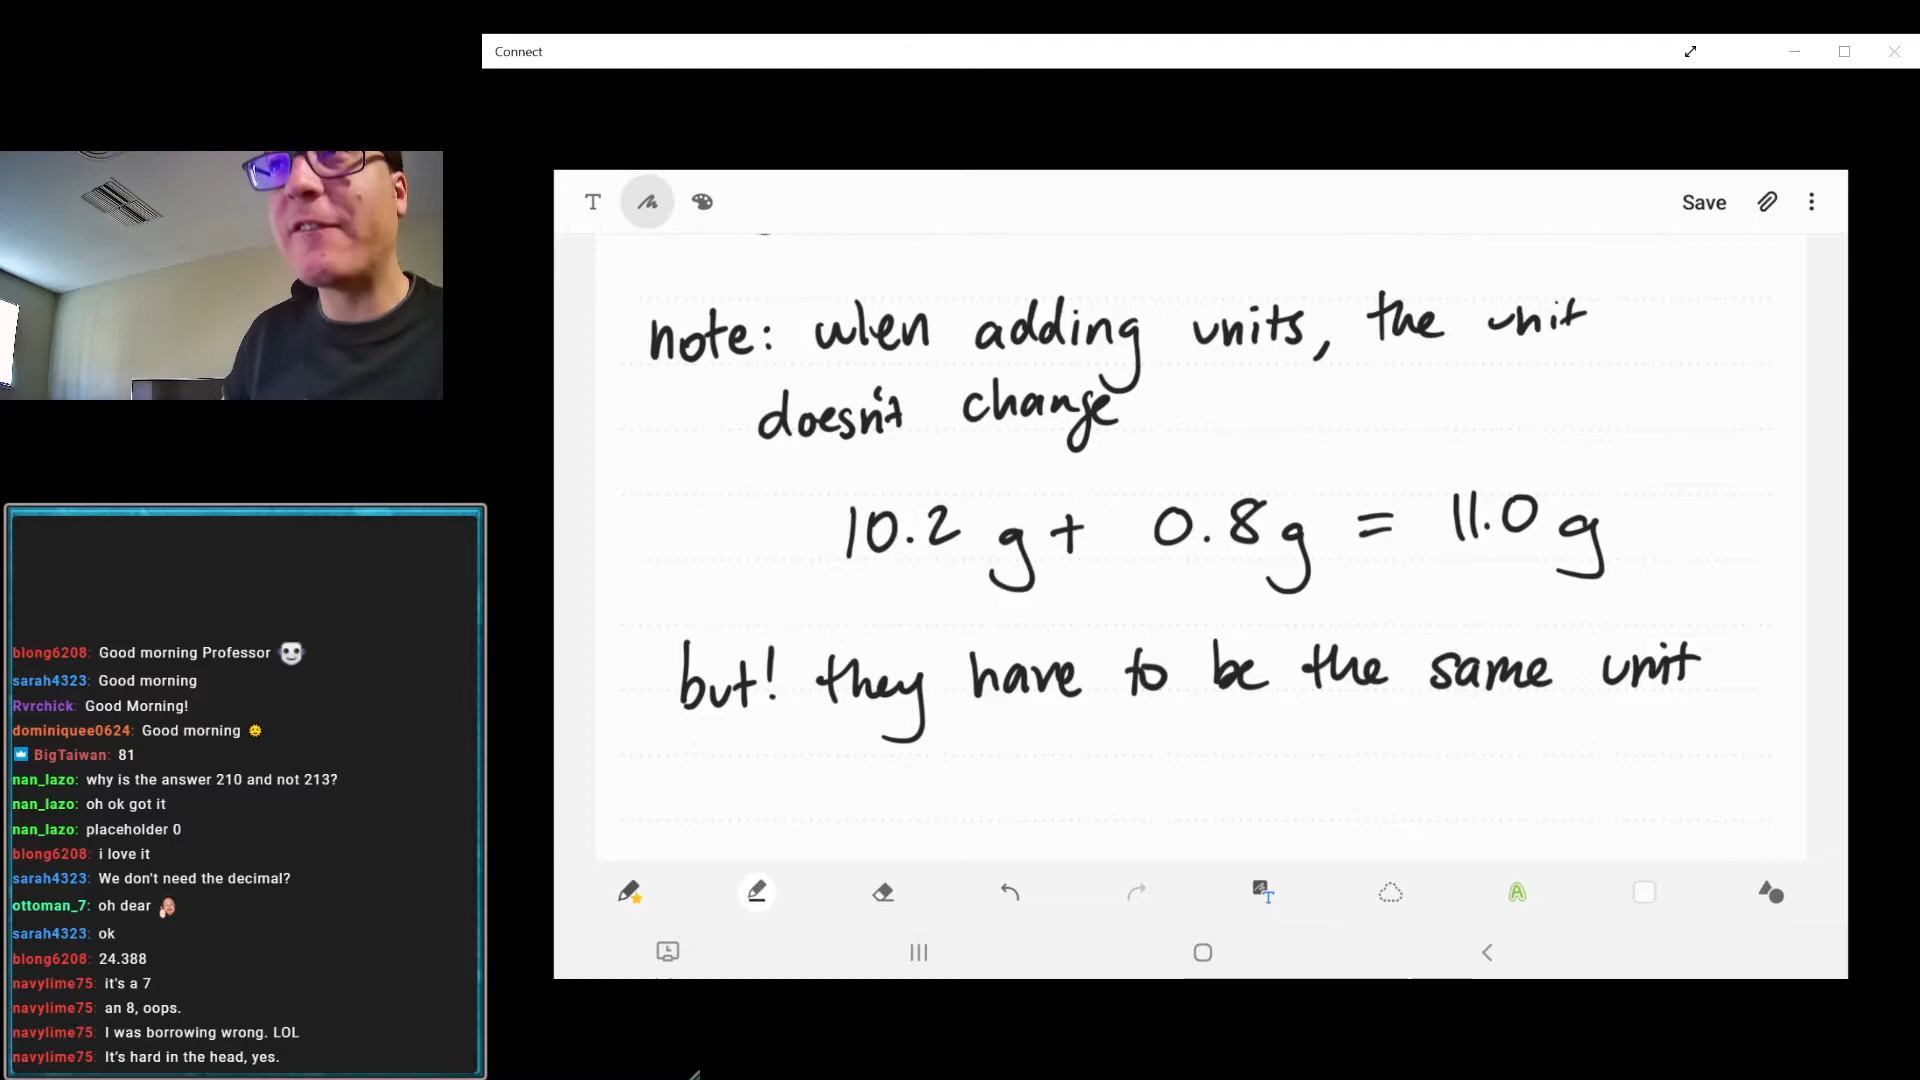 Connect
T
Save
note: when adding units, the unit
doesn't change
10.2 g + 0.8 g = 11.0 g
but! they have to be the same unit
blong6208: Good morning Professor
sarah4323: Good morning
Rvrchick: Good Morning!
dominiquee0624: Good morning
BigTaiwan: 81
nan_lazo: why is the answer 210 and not 213?
nan_lazo: oh ok got it
nan_lazo: placeholder 0
blong6208: i love it
sarah4323: We don't need the decimal?
ottoman_7: oh dear
sarah4323: ok
blong6208: 24.388
navylime75: it's a 7
navylime75: an 8, oops.
navylime75: I was borrowing wrong. LOL
navylime75: It's hard in the head, yes.
T
A